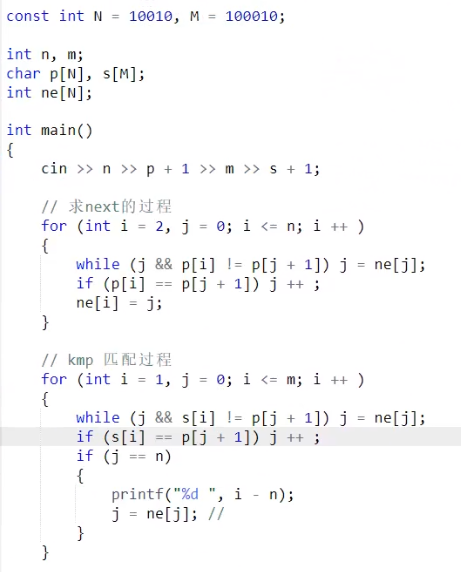 const int N = 10010, M = 100010;
int n, m;
char p[N], s[M];
int ne[N];
int main()
{
cin >> n >> p + 1 >> m >> s + 1;
// 求next的过程
for (int i = 2, j = 0; i <= n; i ++ )
{
while (j && p[i] != p[j + 1]) j = ne[j];
if (p[i] == p[j + 1]) j ++ ;
ne[i] = j;
}
// kmp 匹配过程
for (int i = 1, j = 0; i <= m; i ++ )
{
while (j && s[i] != p[j + 1]) j = ne[j];
if (s[i] == p[j + 1]) j ++ ;
if (j == n)
{
printf("%d ", i - n);
j = ne[j]; //
}
}